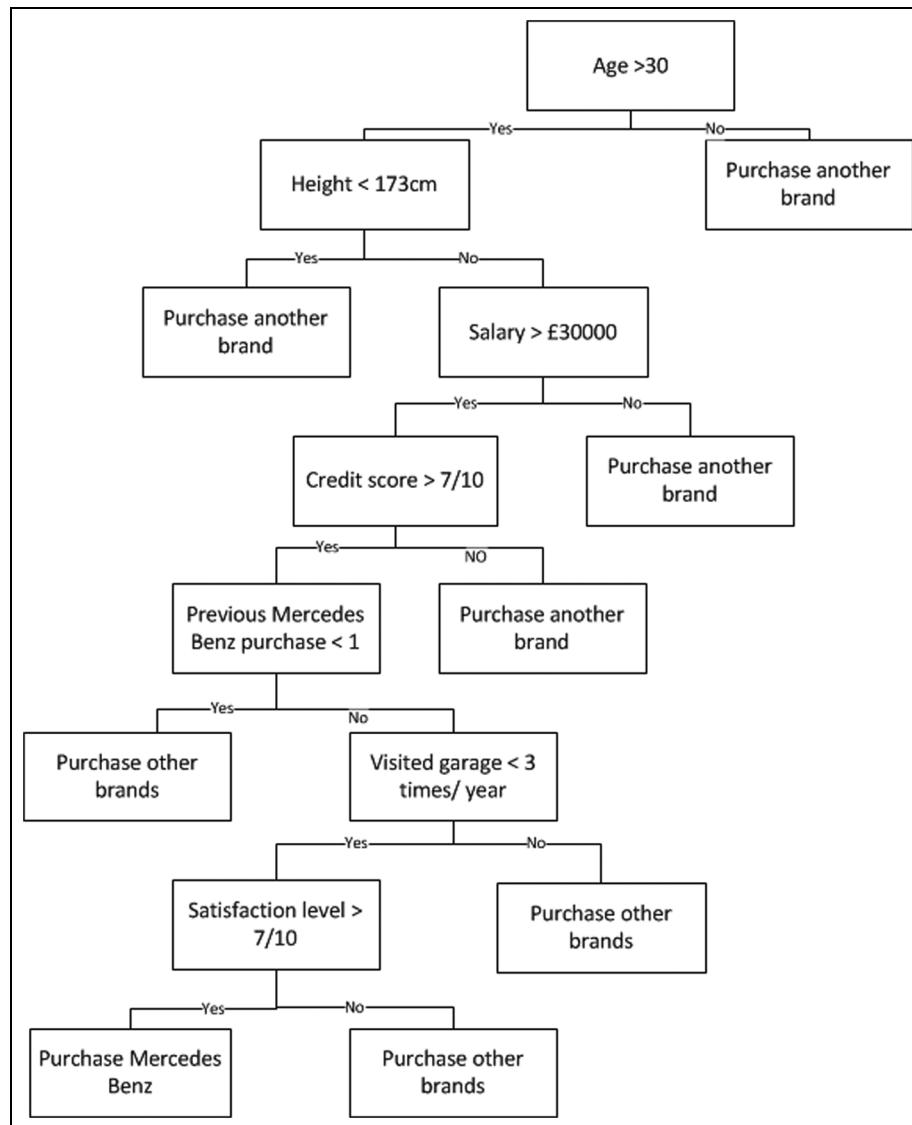 Age >30
Yes
No
Height < 173cm
Purchase another
brand
Yes
No
Purchase another
brand
Salary > £30000
Yes
No
Credit score > 7/10
Purchase another
brand
Yes
NO
Previous Mercedes
Benz purchase < 1
Purchase another
brand
Yes
No
Purchase other
brands
Visited garage < 3
times/ year
Yes
No
Satisfaction level >
7/10
Purchase other
brands
Yes
No
Purchase Mercedes
Benz
Purchase other
brands